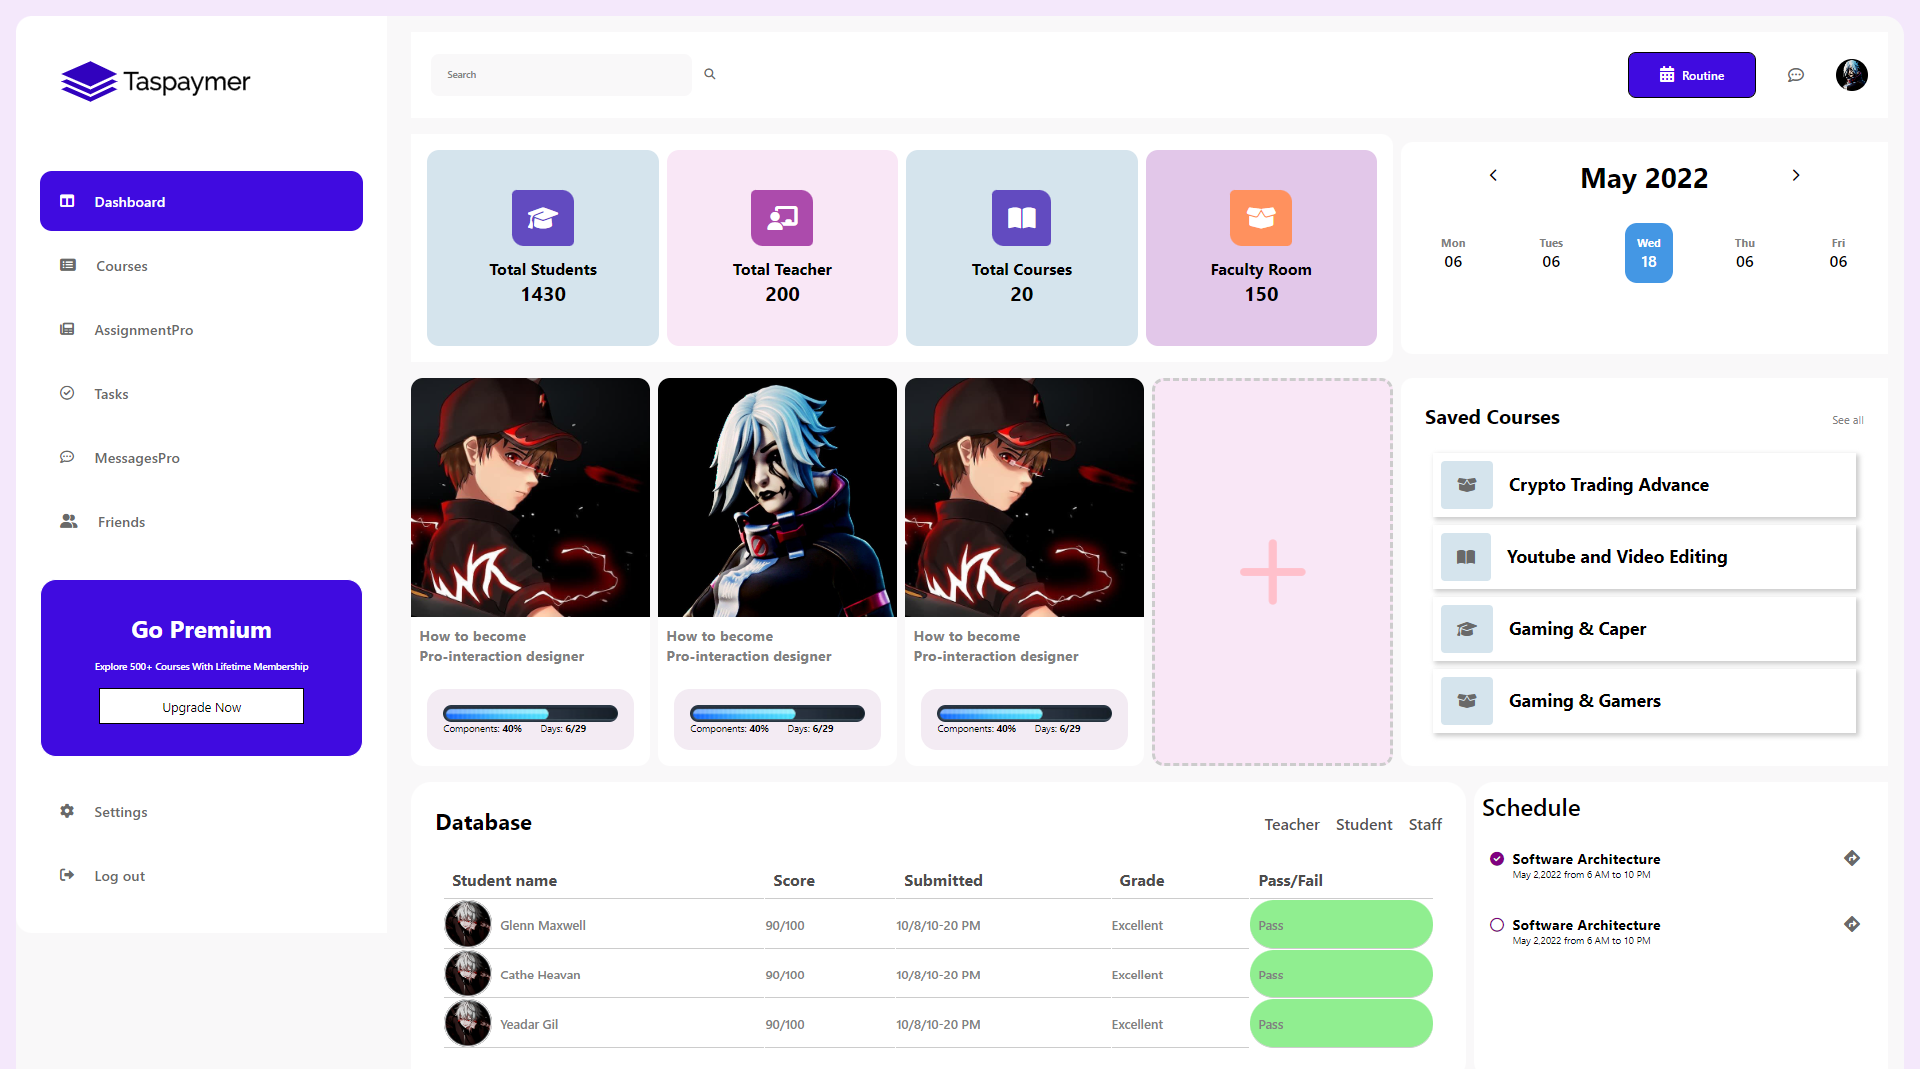 Taspaymer
Dashboard
Courses
AssignmentPro
Tasks
MessagesPro
Friends
Go Premium
Explore 500+ Courses With Lifetime Membership
Upgrade Now
Settings
Log out
Search
Routine
Total Students
1430
Total Teacher
200
Total Courses
20
Faculty Room
150
May 2022
Mon Tues Wed Thu Fri
06 06 18 06 06
How to become
Pro-interaction designer
Components: 40% Days: 6/29
How to become
Pro-interaction designer
Components: 40% Days: 6/29
How to become
Pro-interaction designer
Components: 40% Days: 6/29
Saved Courses See all
Crypto Trading Advance
Youtube and Video Editing
Gaming & Caper
Gaming & Gamers
Database Teacher Student Staff
Student name Score Submitted Grade Pass/Fail
Glenn Maxwell 90/100 10/8/10-20 PM Excellent Pass
Cathe Heavan 90/100 10/8/10-20 PM Excellent Pass
Yeadar Gil 90/100 10/8/10-20 PM Excellent Pass
Schedule
Software Architecture
May 2,2022 from 6 AM to 10 PM
Software Architecture
May 2,2022 from 6 AM to 10 PM